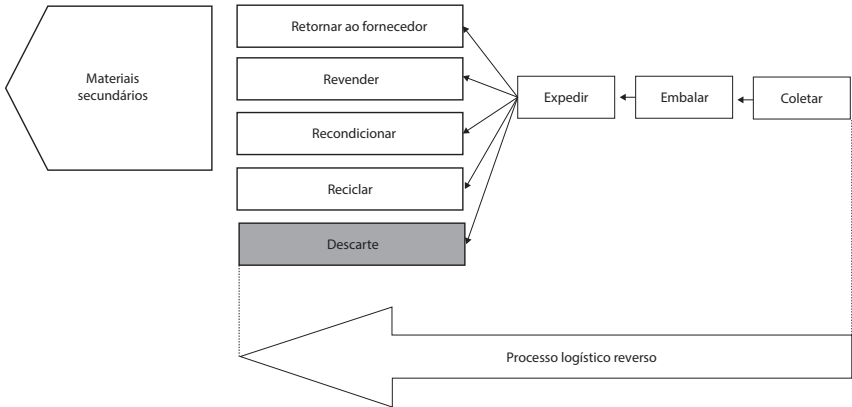 Materiais
secundários
Retornar ao fornecedor
Revender
Recondicionar
Reciclar
Descarte
Expedir
Embalar
Coletar
Processo logístico reverso